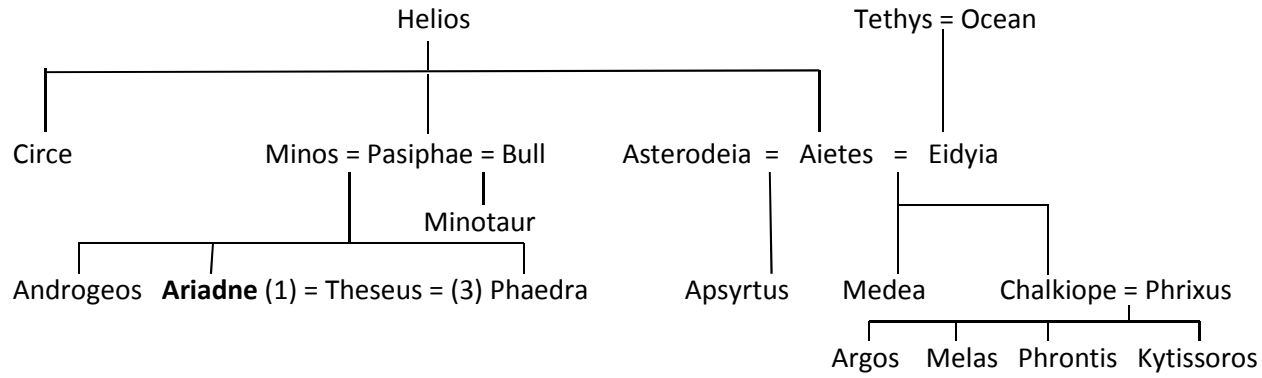 Helios Tethys = Ocean
Circe Minos = Pasiphae = Bull Asterodeia = Aietes = Eidyia
Minotaur
Androgeos Ariadne (1) = Theseus = (3) Phaedra Apsyrtus Medea Chalkiope = Phrixus
Argos Melas Phrontis Kytissoros